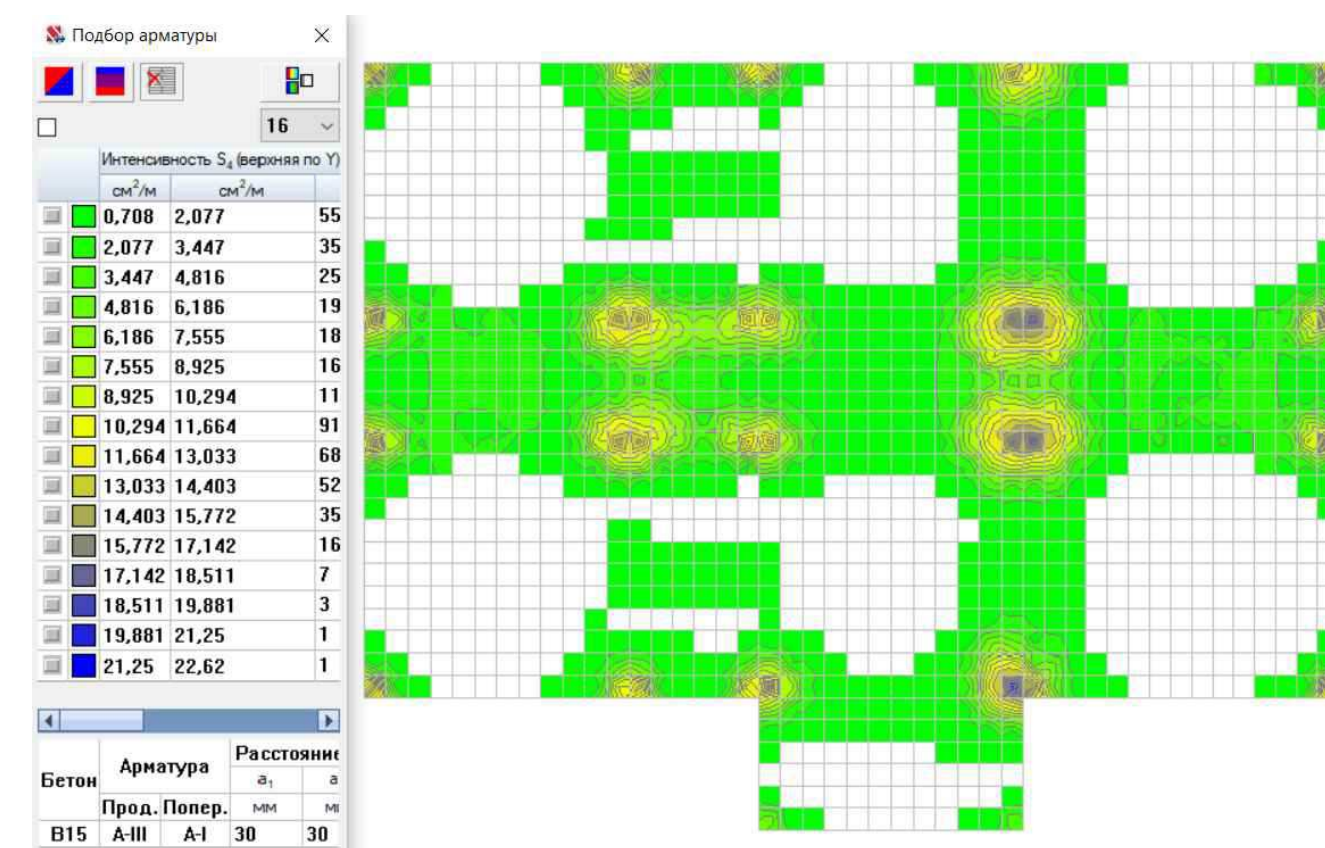 Подбор арматуры
16
Интенсивность S4 (верхняя по Y)
см2/м см2/м
0,708 2,077 55
2,077 3,447 35
3,447 4,816 25
4,816 6,186 19
6,186 7,555 18
7,555 8,925 16
8,925 10,294 11
10,294 11,664 91
11,664 13,033 68
13,033 14,403 52
14,403 15,772 35
15,772 17,142 16
17,142 18,511 7
18,511 19,881 3
19,881 21,25 1
21,25 22,62 1
Бетон Арматура Расстояние
a1 a
Прод. Попер. мм
B15 A-III A-I 30 30